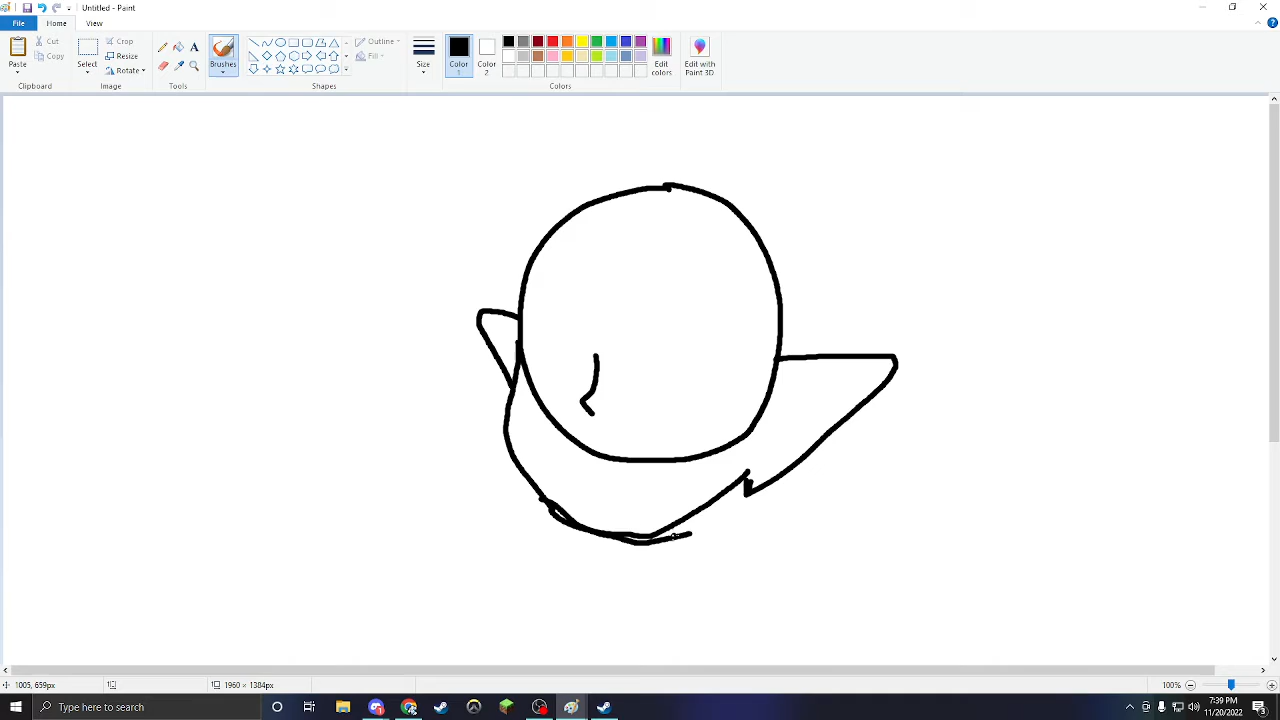 Untitled - Paint
File Home View
Paste Cut Copy
Select Crop Resize Rotate
A
Brushes
Outline Fill
Size
Color 1
Color 2
Edit colors
Edit with Paint 3D
Clipboard Image Tools Shapes Colors
1005, 659px 1960 × 1384px 100%
Type here to search
7:39 PM
11/20/2022